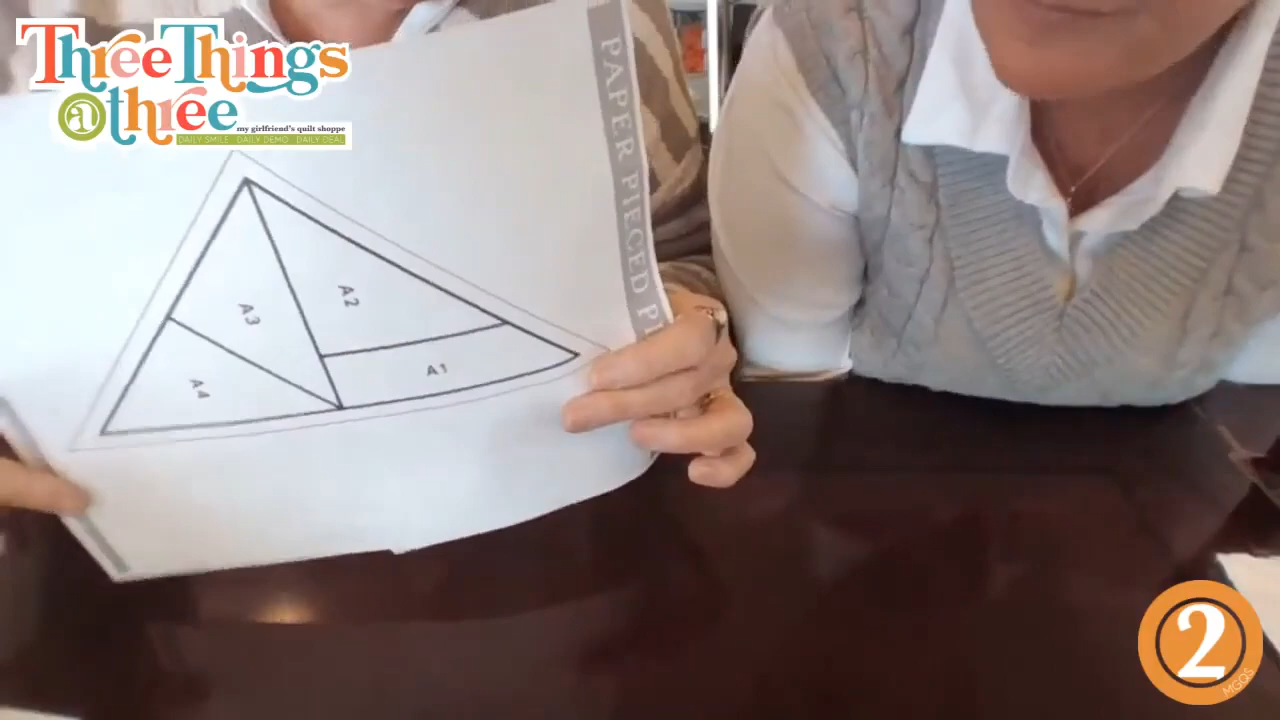 Three Things
@ three
my girlfriend's quilt shoppe
DAILY SMILE DAILY DEMO DAILY DEAL
PAPER PIECED
A2
A3
A1
A4
2
MGQS